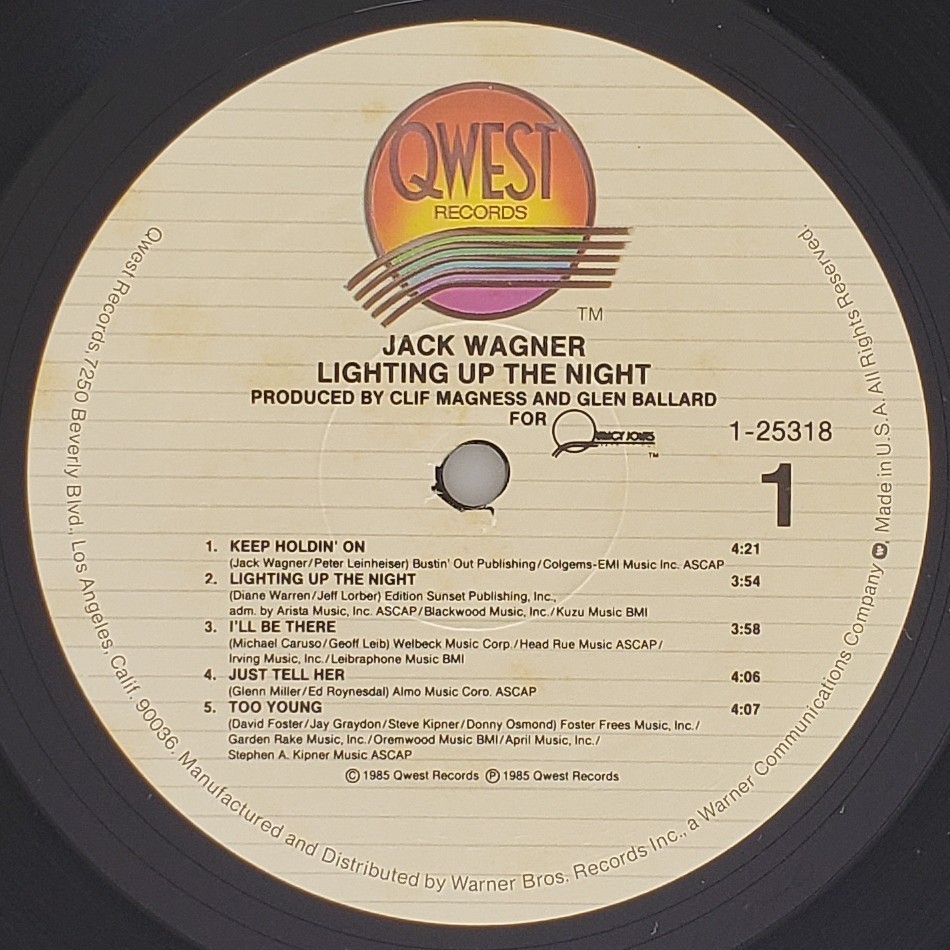 QWEST
RECORDS
TM
JACK WAGNER
LIGHTING UP THE NIGHT
PRODUCED BY CLIF MAGNESS AND GLEN BALLARD
FOR QUINCY JONES
TM
1-25318
1
1. KEEP HOLDIN' ON 4:21
(Jack Wagner/Peter Leinheiser) Bustin' Out Publishing/Colgems-EMI Music Inc. ASCAP
2. LIGHTING UP THE NIGHT 3:54
(Diane Warren/Jeff Lorber) Edition Sunset Publishing, Inc.,
adm. by Arista Music, Inc. ASCAP/Blackwood Music, Inc./Kuzu Music BMI
3. I'LL BE THERE 3:58
(Michael Caruso/Geoff Leib) Welbeck Music Corp./Head Rue Music ASCAP/
Irving Music, Inc./Leibraphone Music BMI
4. JUST TELL HER 4:06
(Glenn Miller/Ed Roynesdal) Almo Music Corp. ASCAP
5. TOO YOUNG 4:07
(David Foster/Jay Graydon/Steve Kipner/Donny Osmond) Foster Frees Music, Inc./
Garden Rake Music, Inc./Oremwood Music BMI/April Music, Inc./
Stephen A. Kipner Music ASCAP
Ⓒ 1985 Qwest Records Ⓟ 1985 Qwest Records
Qwest Records, 7250 Beverly Blvd., Los Angeles, Calif. 90036. Manufactured and Distributed by Warner Bros. Records Inc., a Warner Communications Company, Made in U.S.A. All Rights Reserved.